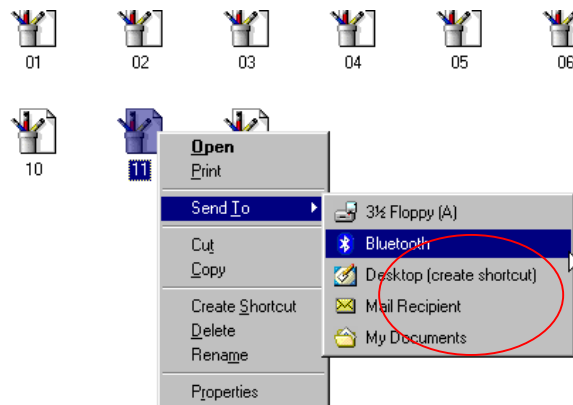 01 02 03 04 05 06
10 11
Open
Print
Send To
Cut
Copy
Create Shortcut
Delete
Rename
Properties
3½ Floppy (A)
Bluetooth
Desktop (create shortcut)
Mail Recipient
My Documents